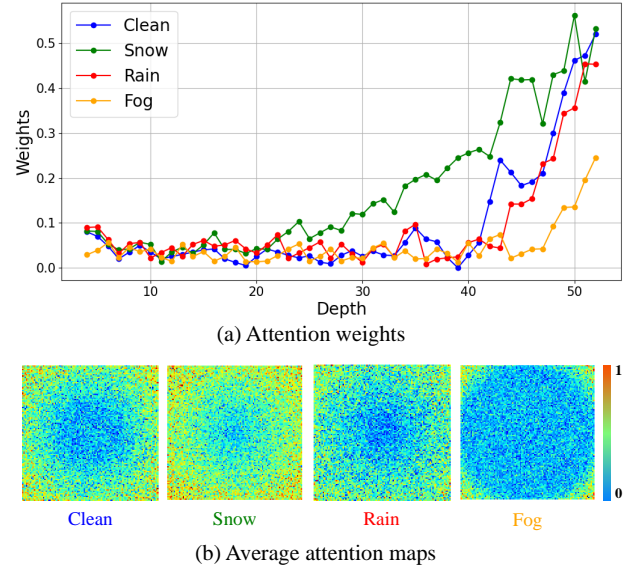 Clean
Snow
Rain
Fog
Weights
0.5
0.4
0.3
0.2
0.1
0.0
10 20 30 40 50
Depth
(a) Attention weights
1
0
Clean Snow Rain Fog
(b) Average attention maps